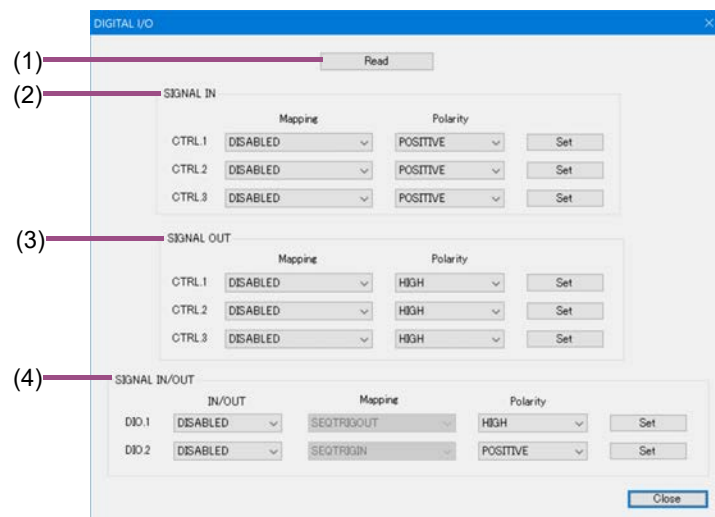 DIGITAL I/O
(1) Read
(2) SIGNAL IN
Mapping Polarity
CTRL.1 DISABLED POSITIVE Set
CTRL.2 DISABLED POSITIVE Set
CTRL.3 DISABLED POSITIVE Set
(3) SIGNAL OUT
Mapping Polarity
CTRL.1 DISABLED HIGH Set
CTRL.2 DISABLED HIGH Set
CTRL.3 DISABLED HIGH Set
(4) SIGNAL IN/OUT
IN/OUT Mapping Polarity
DIO.1 DISABLED SEQTRIGOUT HIGH Set
DIO.2 DISABLED SEQTRIGIN POSITIVE Set
Close